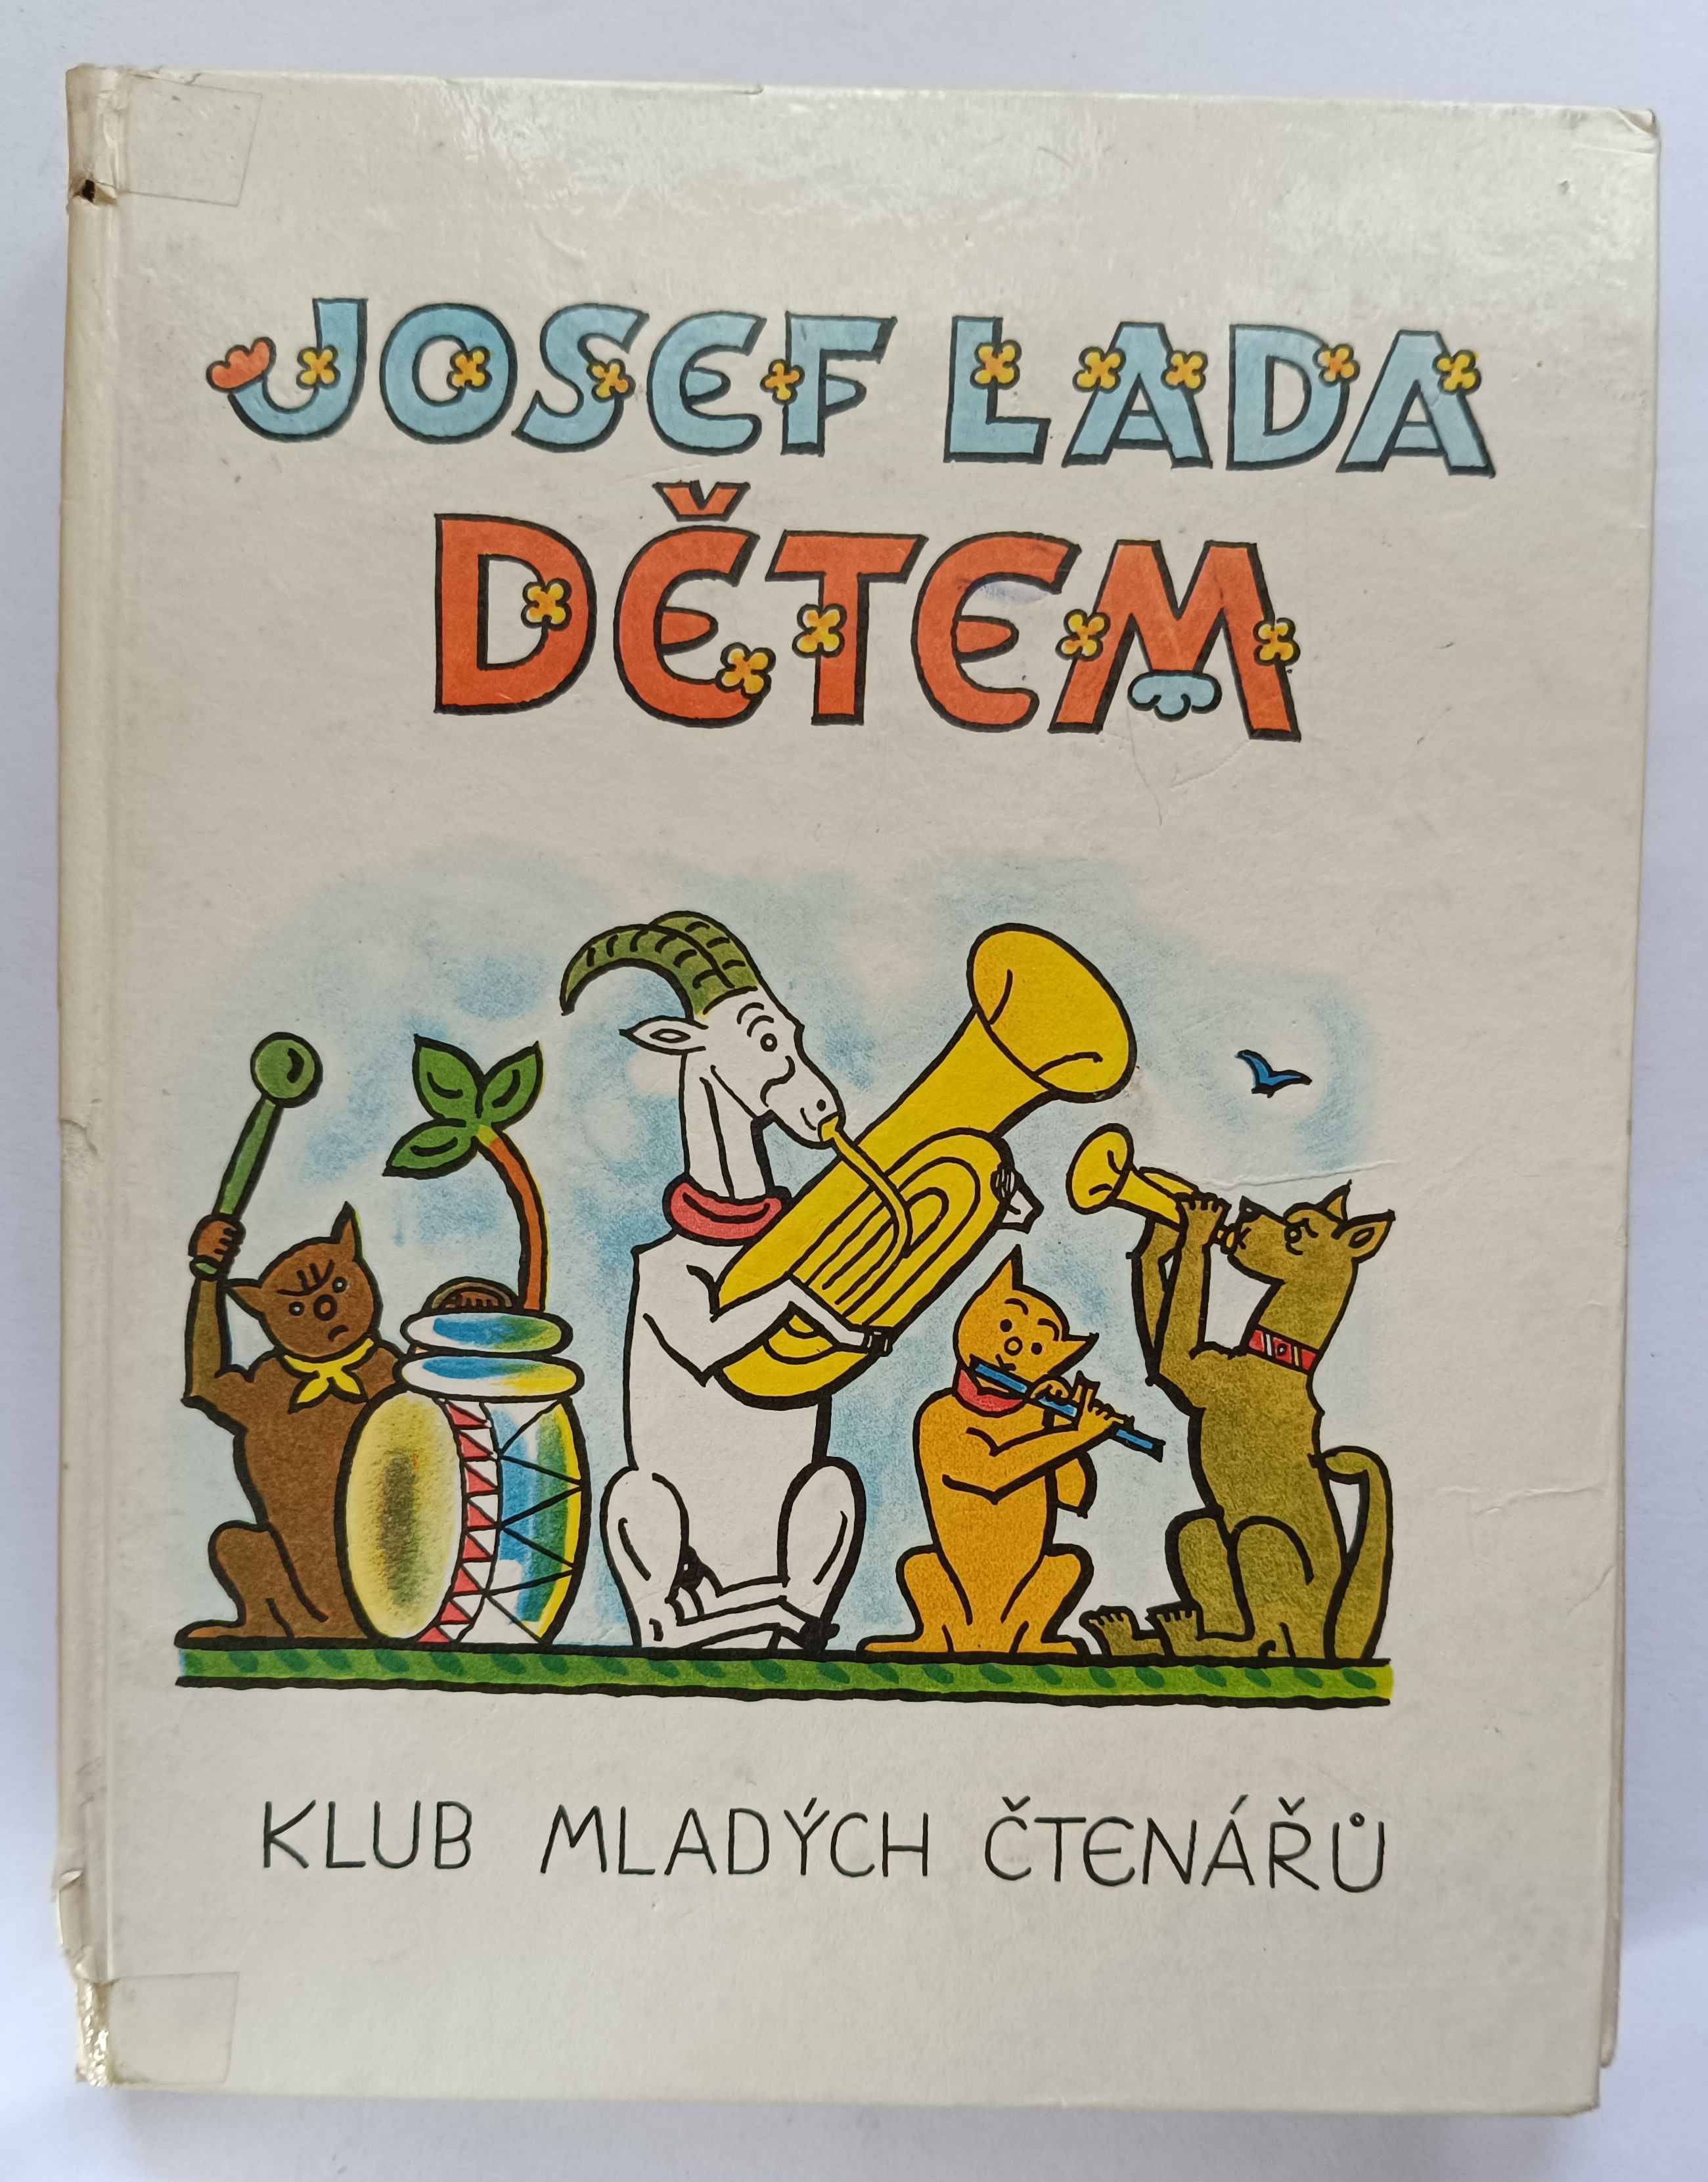 JOSEF LADA
DĚTEM
KLUB MLADÝCH ČTENÁŘŮ